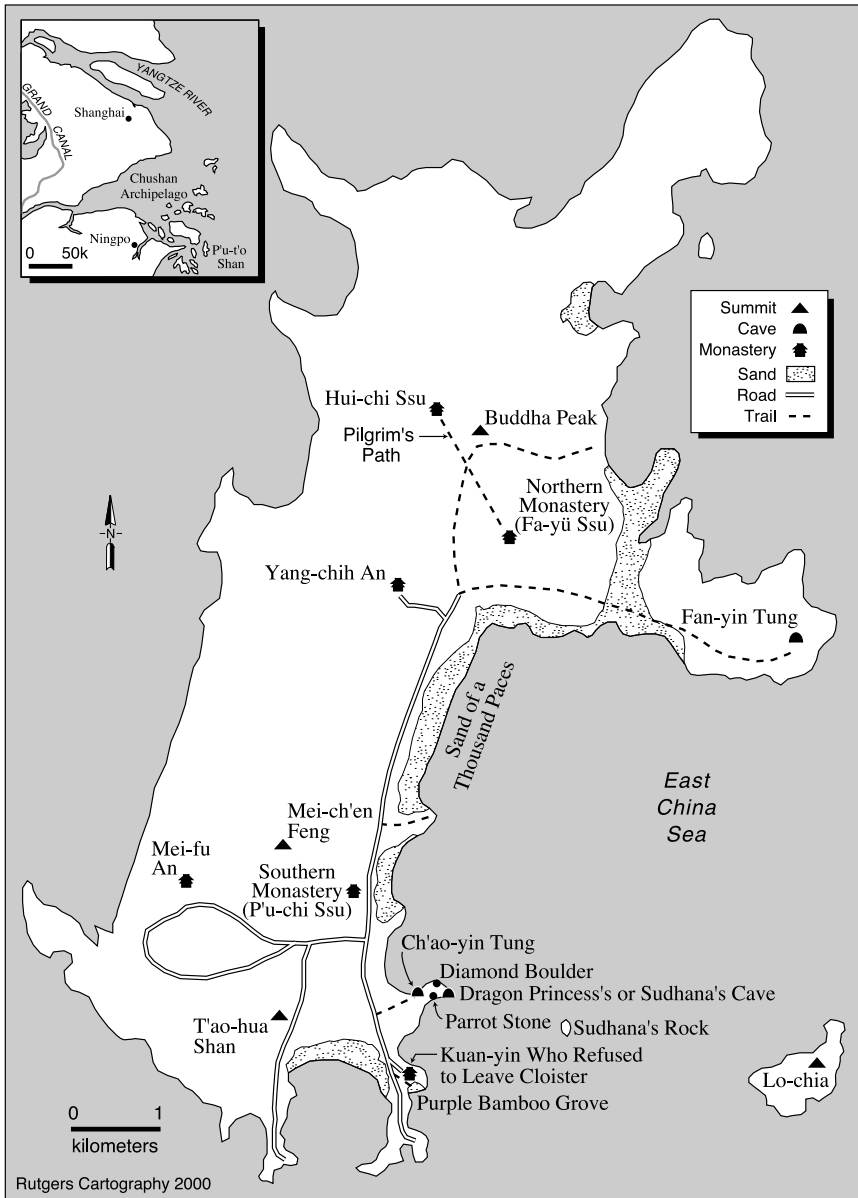 YANGTZE RIVER
GRAND CANAL
Shanghai
Chushan
Archipelago
Ningpo
P'u-t'o
Shan
0 50k
Summit
Cave
Monastery
Sand
Road
Trail
Hui-chi Ssu
Buddha Peak
Pilgrim's
Path
Northern
Monastery
(Fa-yü Ssu)
-N-
Yang-chih An
Fan-yin Tung
Sand of a
Thousand Paces
East
China
Sea
Mei-ch'en
Feng
Mei-fu
An
Southern
Monastery
(P'u-chi Ssu)
Ch'ao-yin Tung
Diamond Boulder
Dragon Princess's or Sudhana's Cave
Parrot Stone
Sudhana's Rock
T'ao-hua
Shan
Kuan-yin Who Refused
to Leave Cloister
Purple Bamboo Grove
Lo-chia
0 1
kilometers
Rutgers Cartography 2000